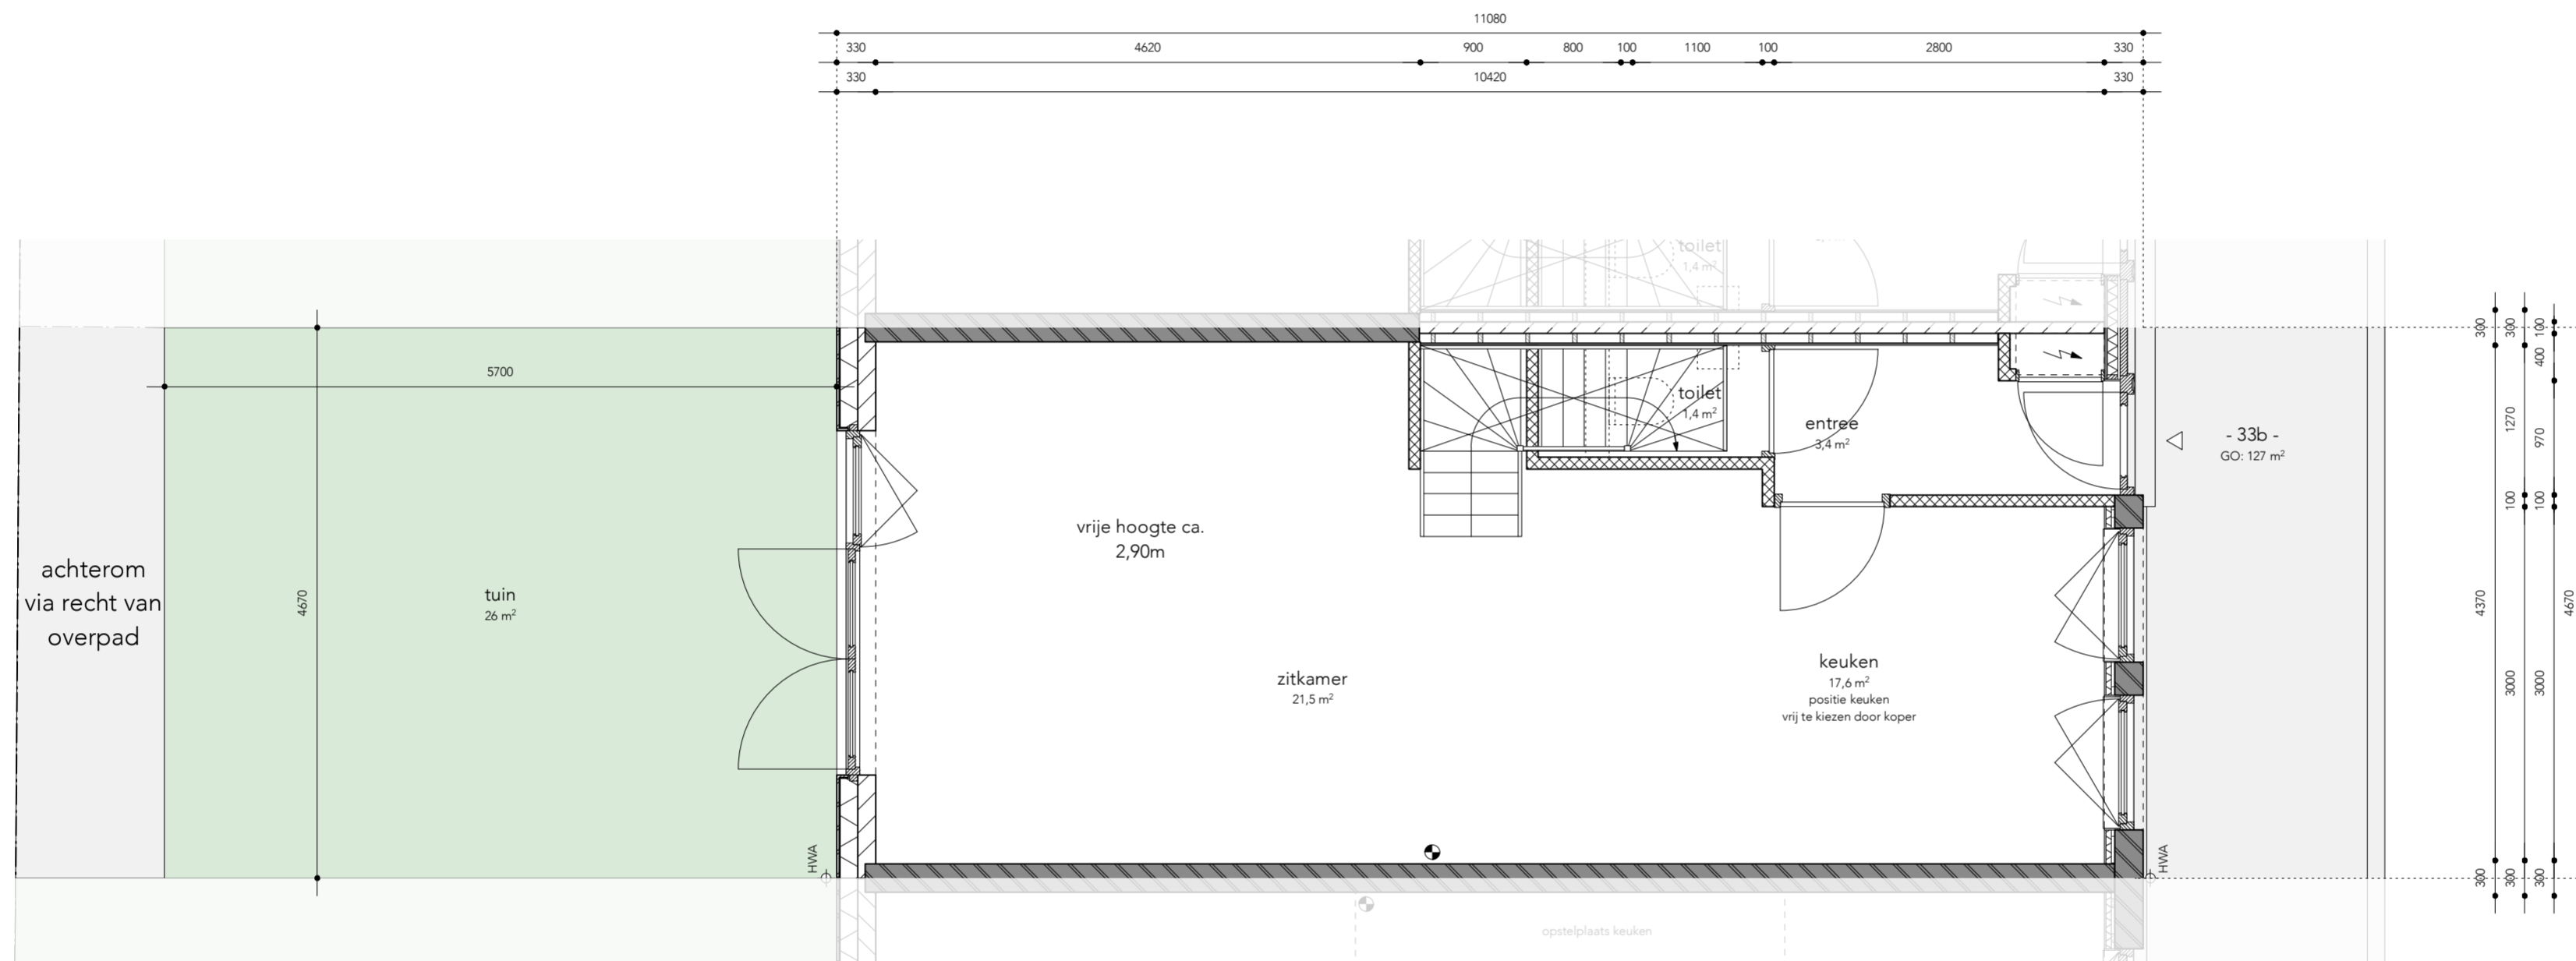 11080
330 4620 900 800 100 1100 100 2800 330
330 10420 330
toilet
1,4 m²
5700
4670
achterom
via recht van
overpad
tuin
26 m²
HWA
vrije hoogte ca.
2,90m
zitkamer
21,5 m²
toilet
1,4 m²
entree
3,4 m²
keuken
17,6 m²
positie keuken
vrij te kiezen door koper
- 33b -
GO: 127 m²
HWA
300 4370 300
300 1270 100 3000 300
100 400 970 100 3000 300
4670
opstelplaats keuken